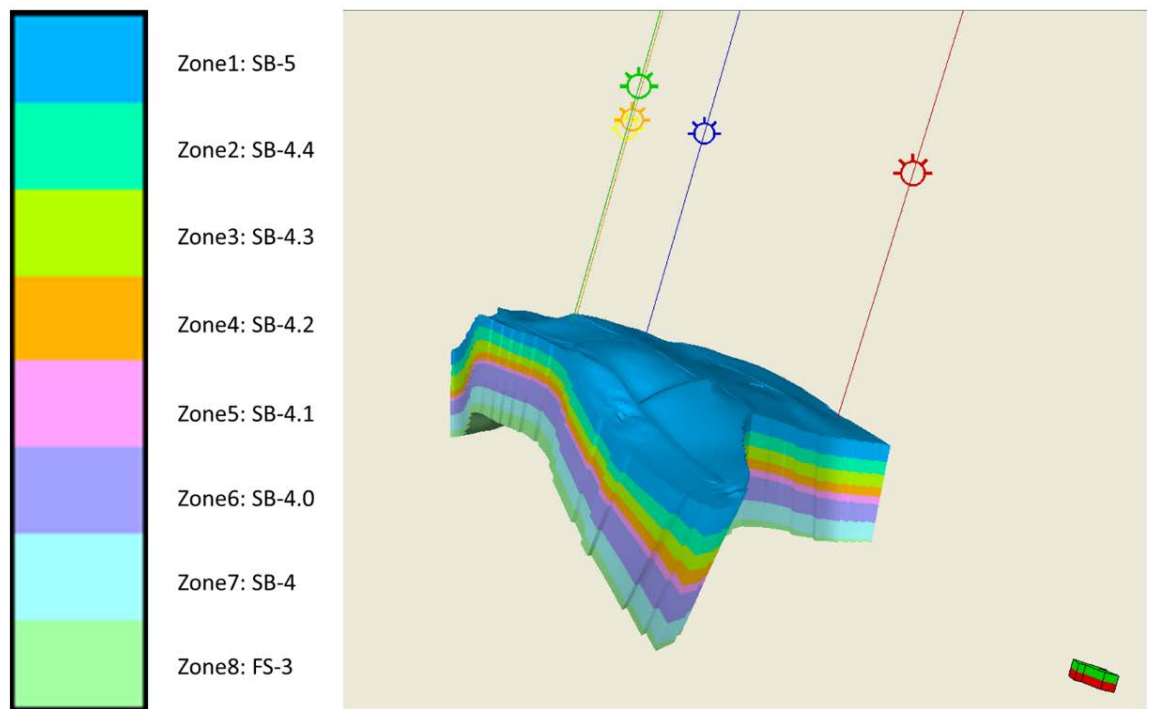 Zone1: SB-5
Zone2: SB-4.4
Zone3: SB-4.3
Zone4: SB-4.2
Zone5: SB-4.1
Zone6: SB-4.0
Zone7: SB-4
Zone8: FS-3